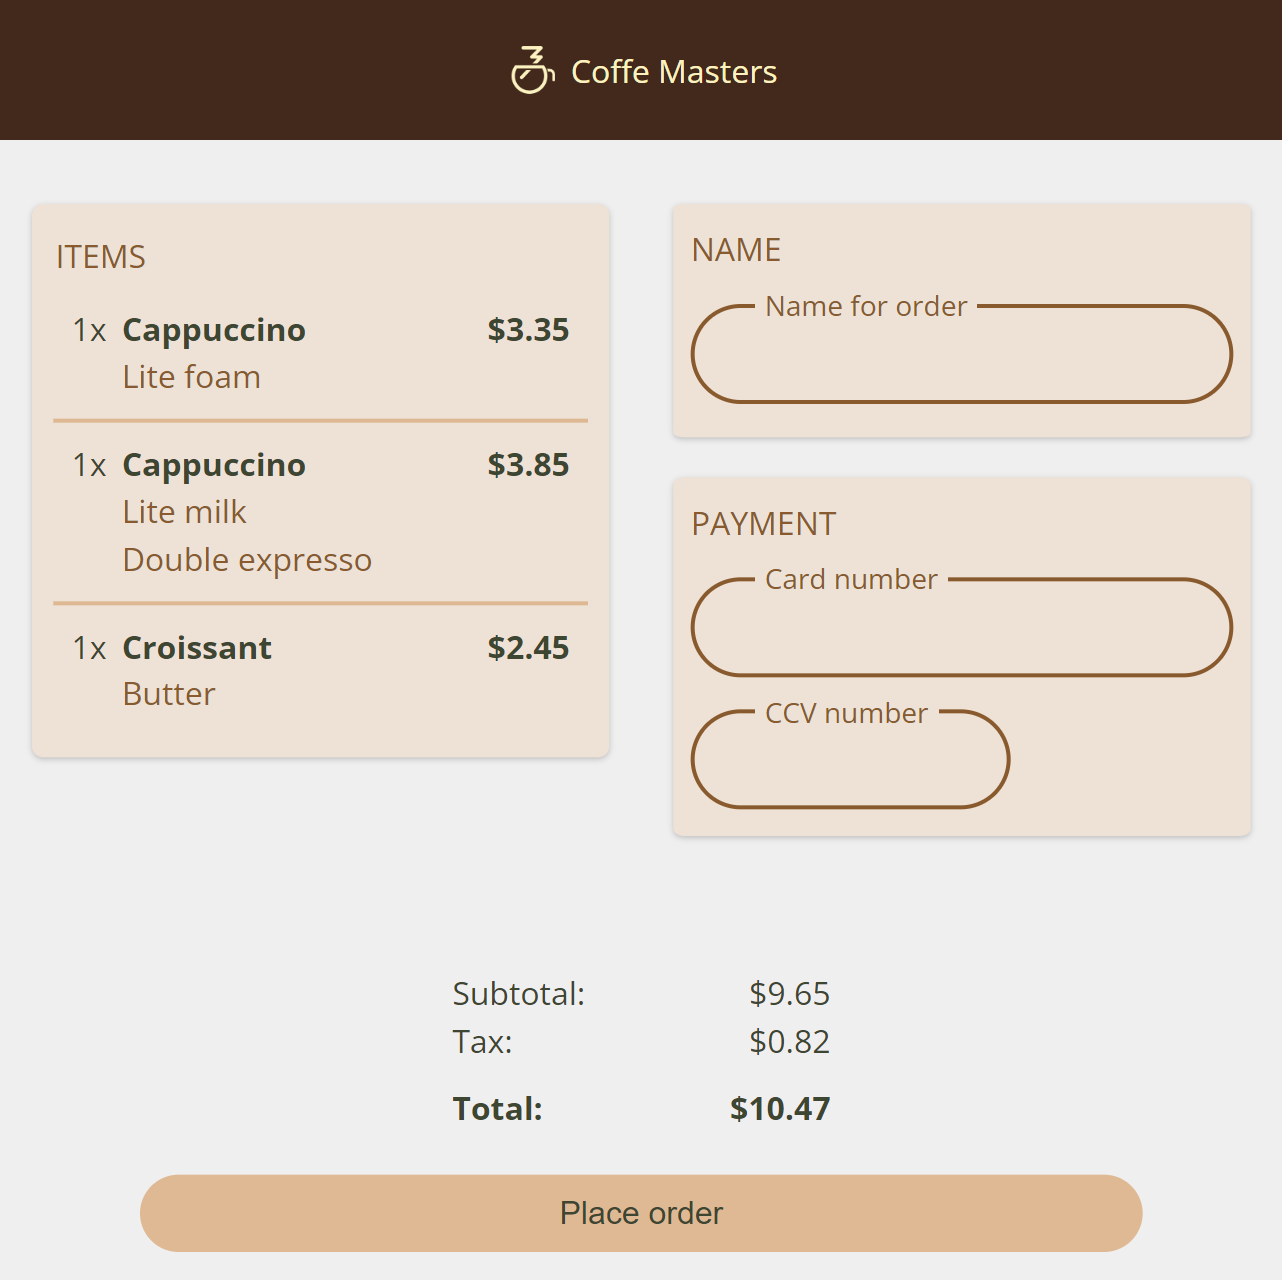 Coffe Masters
ITEMS
1x Cappuccino $3.35
Lite foam
1x Cappuccino $3.85
Lite milk
Double expresso
1x Croissant $2.45
Butter
NAME
Name for order
PAYMENT
Card number
CCV number
Subtotal: $9.65
Tax: $0.82
Total: $10.47
Place order